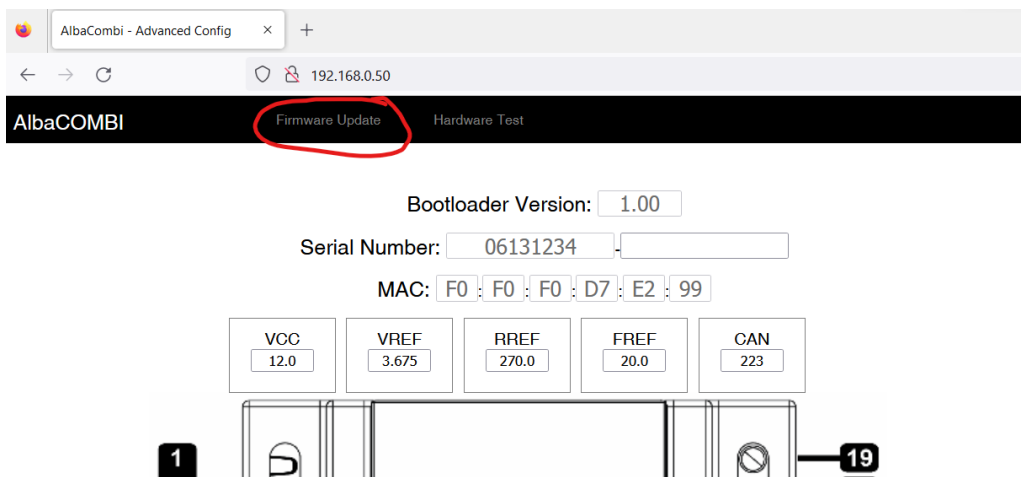 AlbaCombi - Advanced Config
192.168.0.50
AlbaCOMBI Firmware Update Hardware Test
Bootloader Version: 1.00
Serial Number: 06131234 -
MAC: F0 : F0 : F0 : D7 : E2 : 99
VCC VREF RREF FREF CAN
12.0 3.675 270.0 20.0 223
1 19